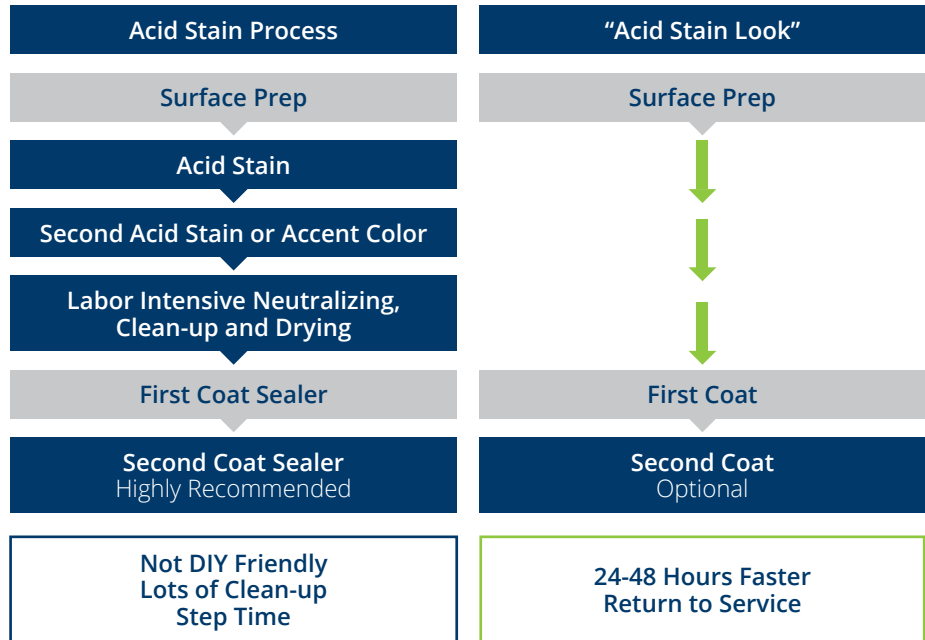 Acid Stain Process
Surface Prep
Acid Stain
Second Acid Stain or Accent Color
Labor Intensive Neutralizing,
Clean-up and Drying
First Coat Sealer
Second Coat Sealer
Highly Recommended
Not DIY Friendly
Lots of Clean-up
Step Time
“Acid Stain Look”
Surface Prep
First Coat
Second Coat
Optional
24-48 Hours Faster
Return to Service